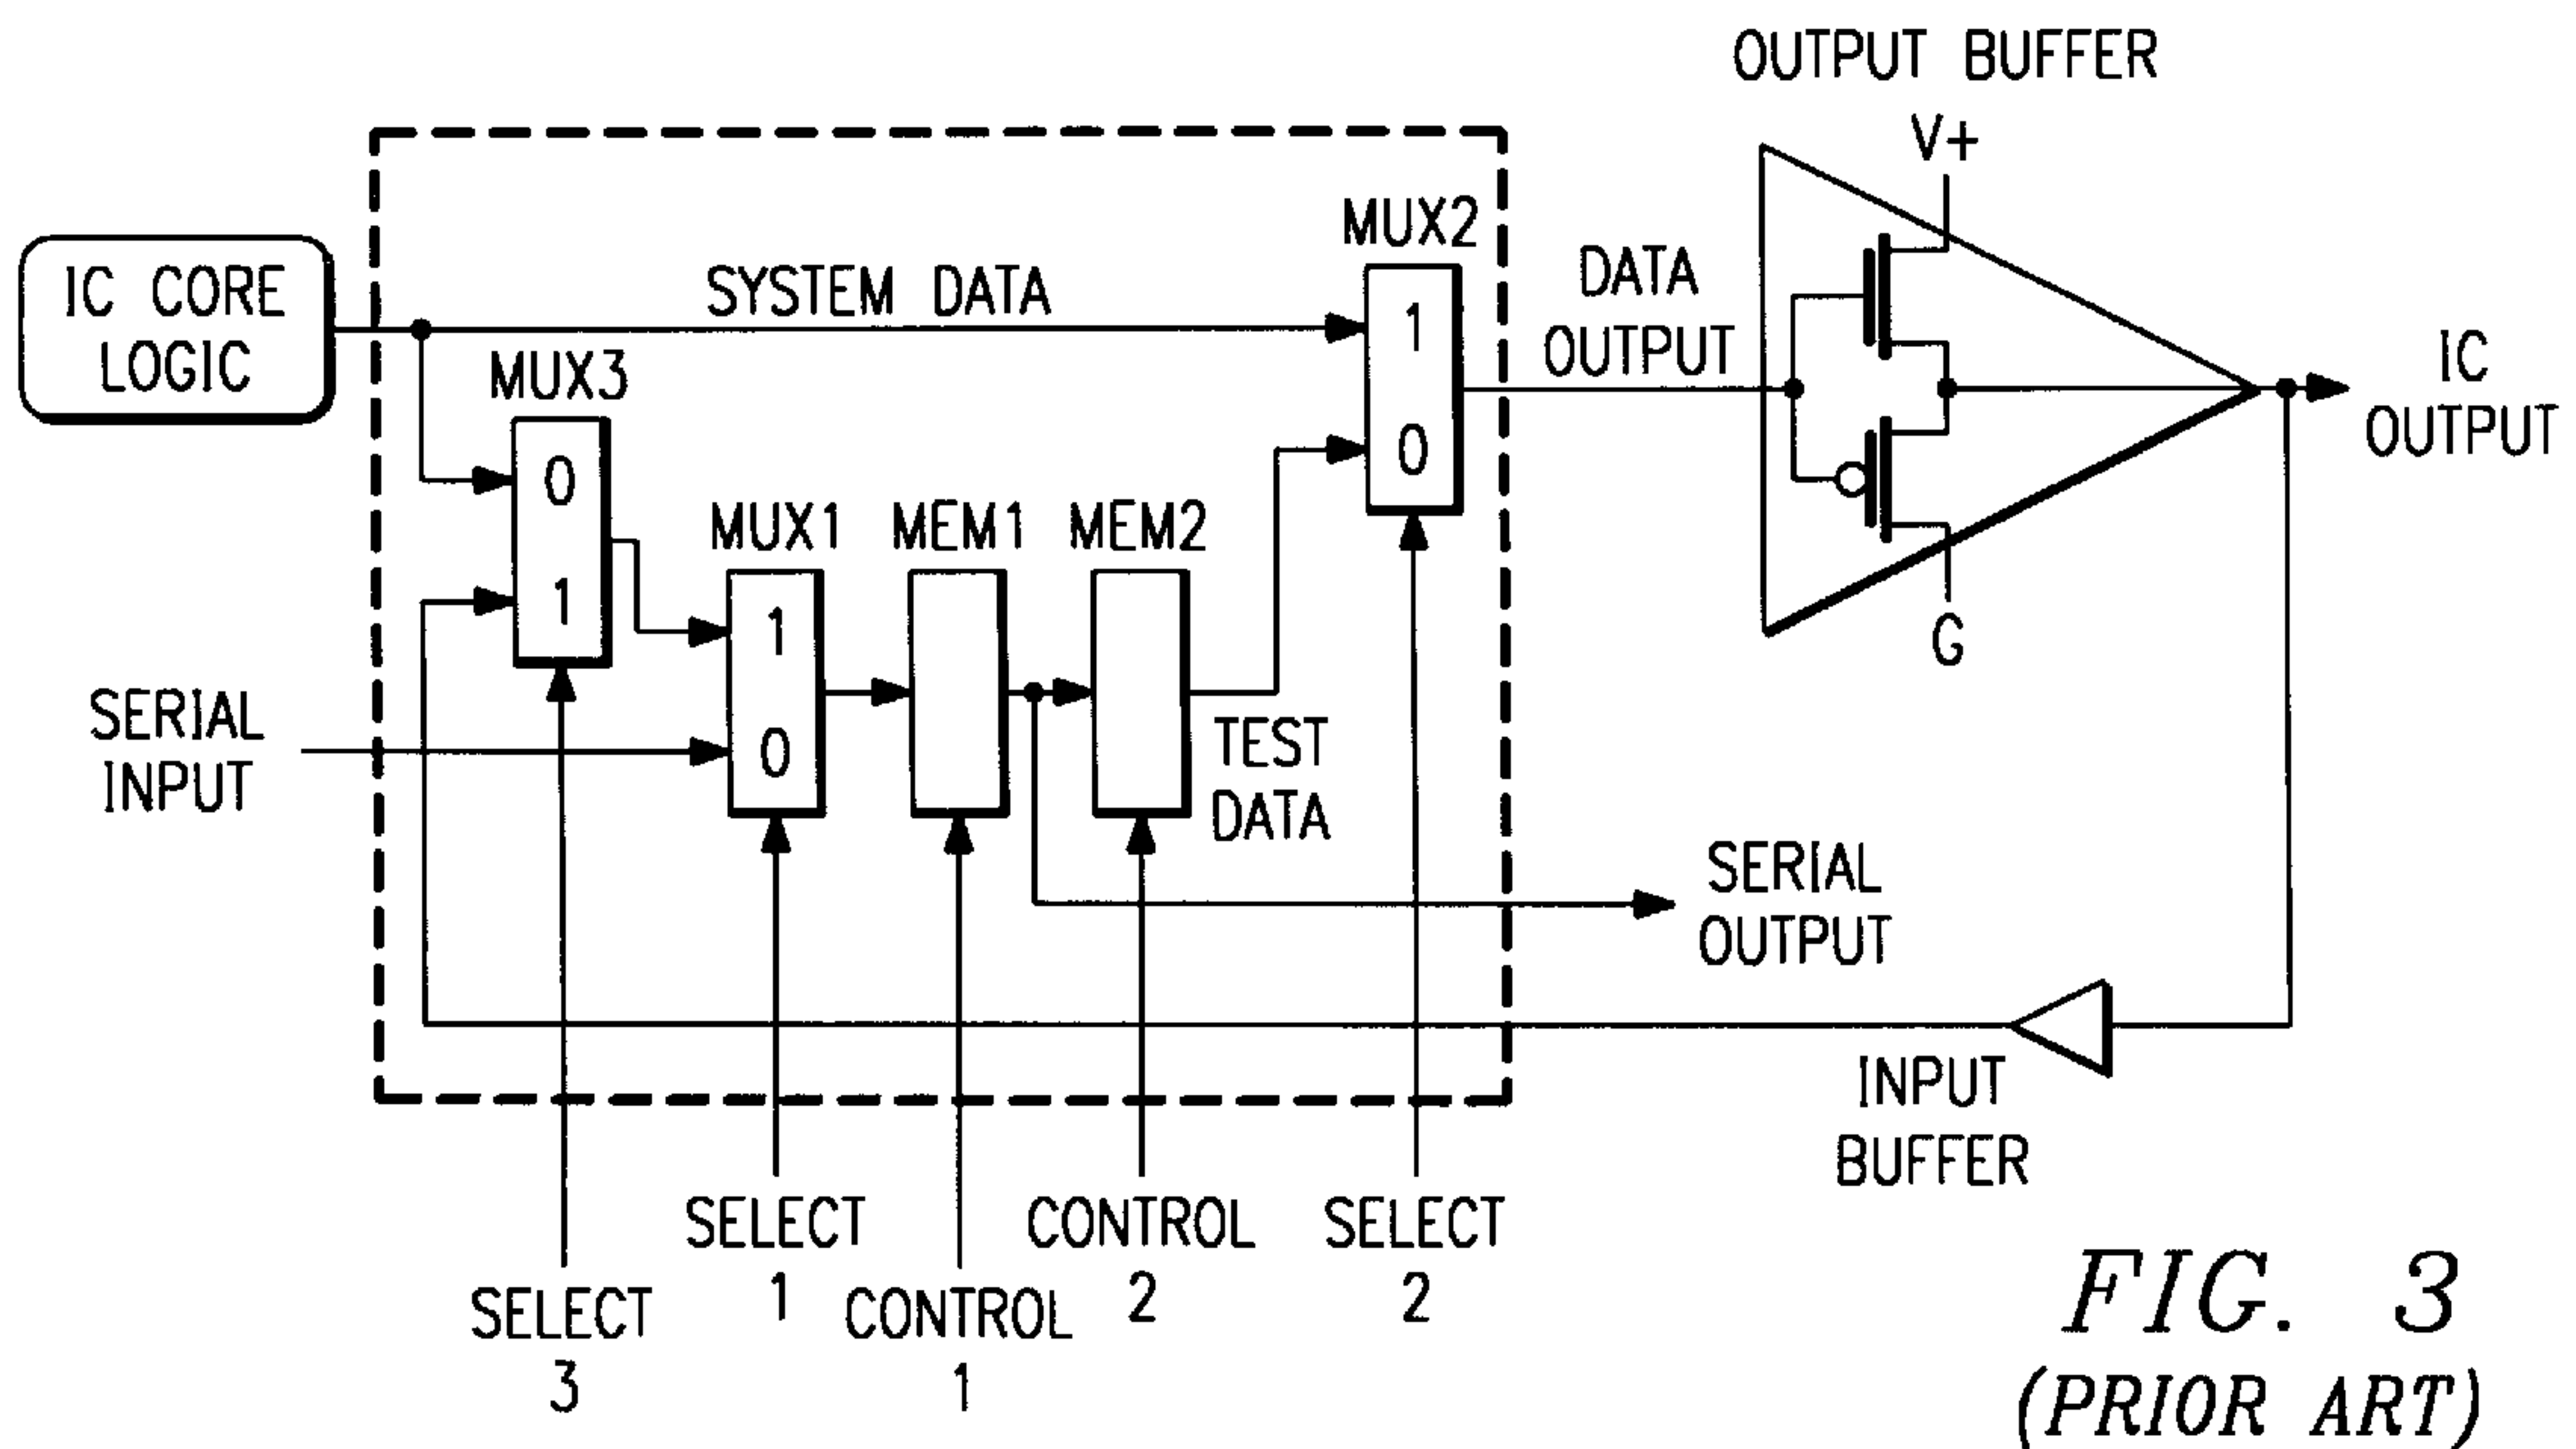 OUTPUT BUFFER
V+
MUX2
IC CORE
LOGIC
SYSTEM DATA
1
0
DATA
OUTPUT
IC
OUTPUT
MUX3
0
1
MUX1
MEM1
MEM2
1
0
G
SERIAL
INPUT
TEST
DATA
SERIAL
OUTPUT
INPUT
BUFFER
SELECT
3
SELECT
1
CONTROL
1
CONTROL
2
SELECT
2
FIG. 3
(PRIOR ART)